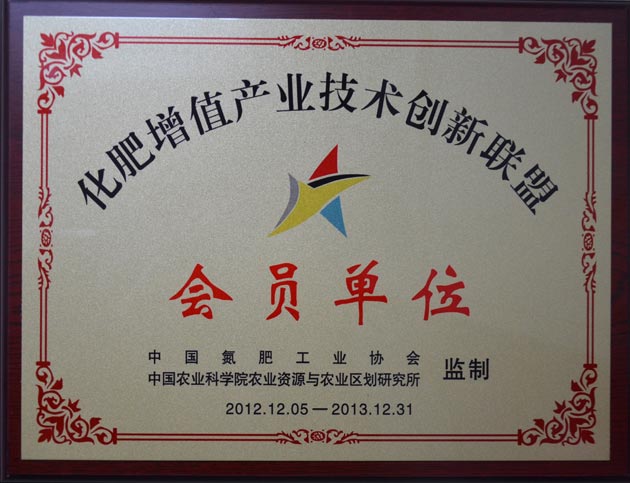 化肥增值产业技术创新联盟
会员单位
中国氮肥工业协会
中国农业科学院农业资源与农业区划研究所 监制
2012.12.05—2013.12.31